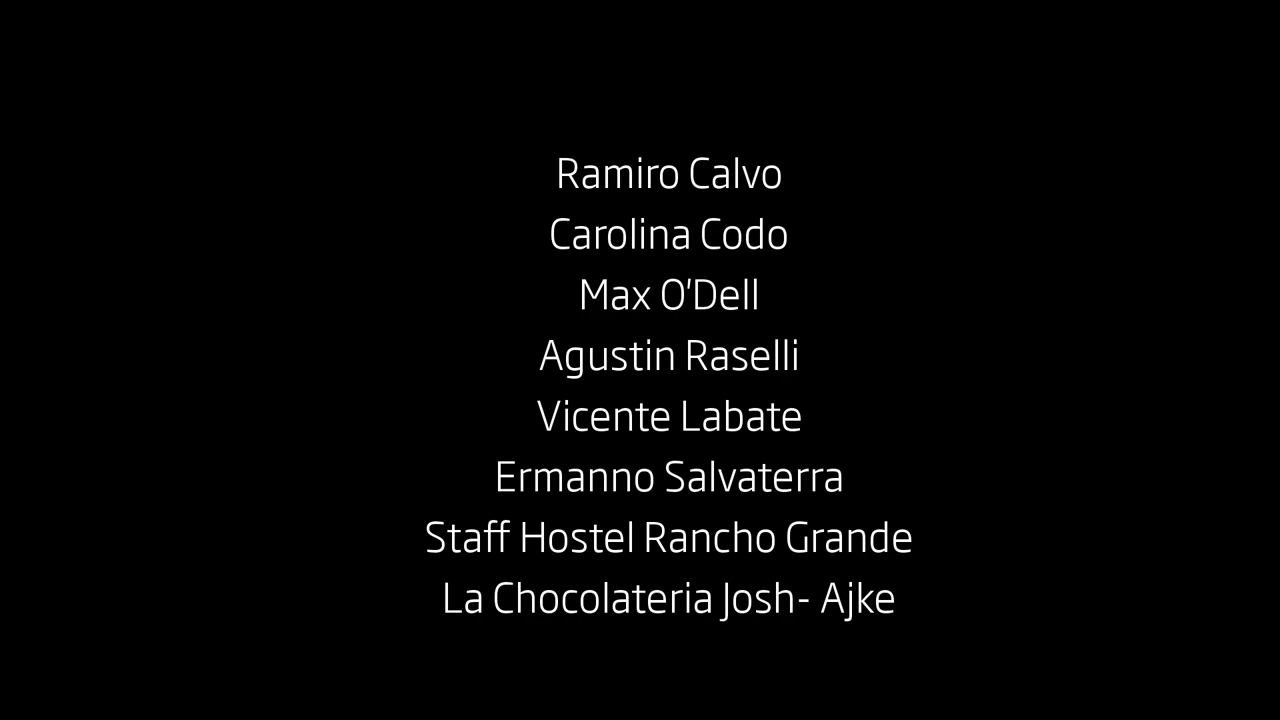 Ramiro Calvo
Carolina Codo
Max O'Dell
Agustin Raselli
Vicente Labate
Ermanno Salvaterra
Staff Hostel Rancho Grande
La Chocolateria Josh- Ajke